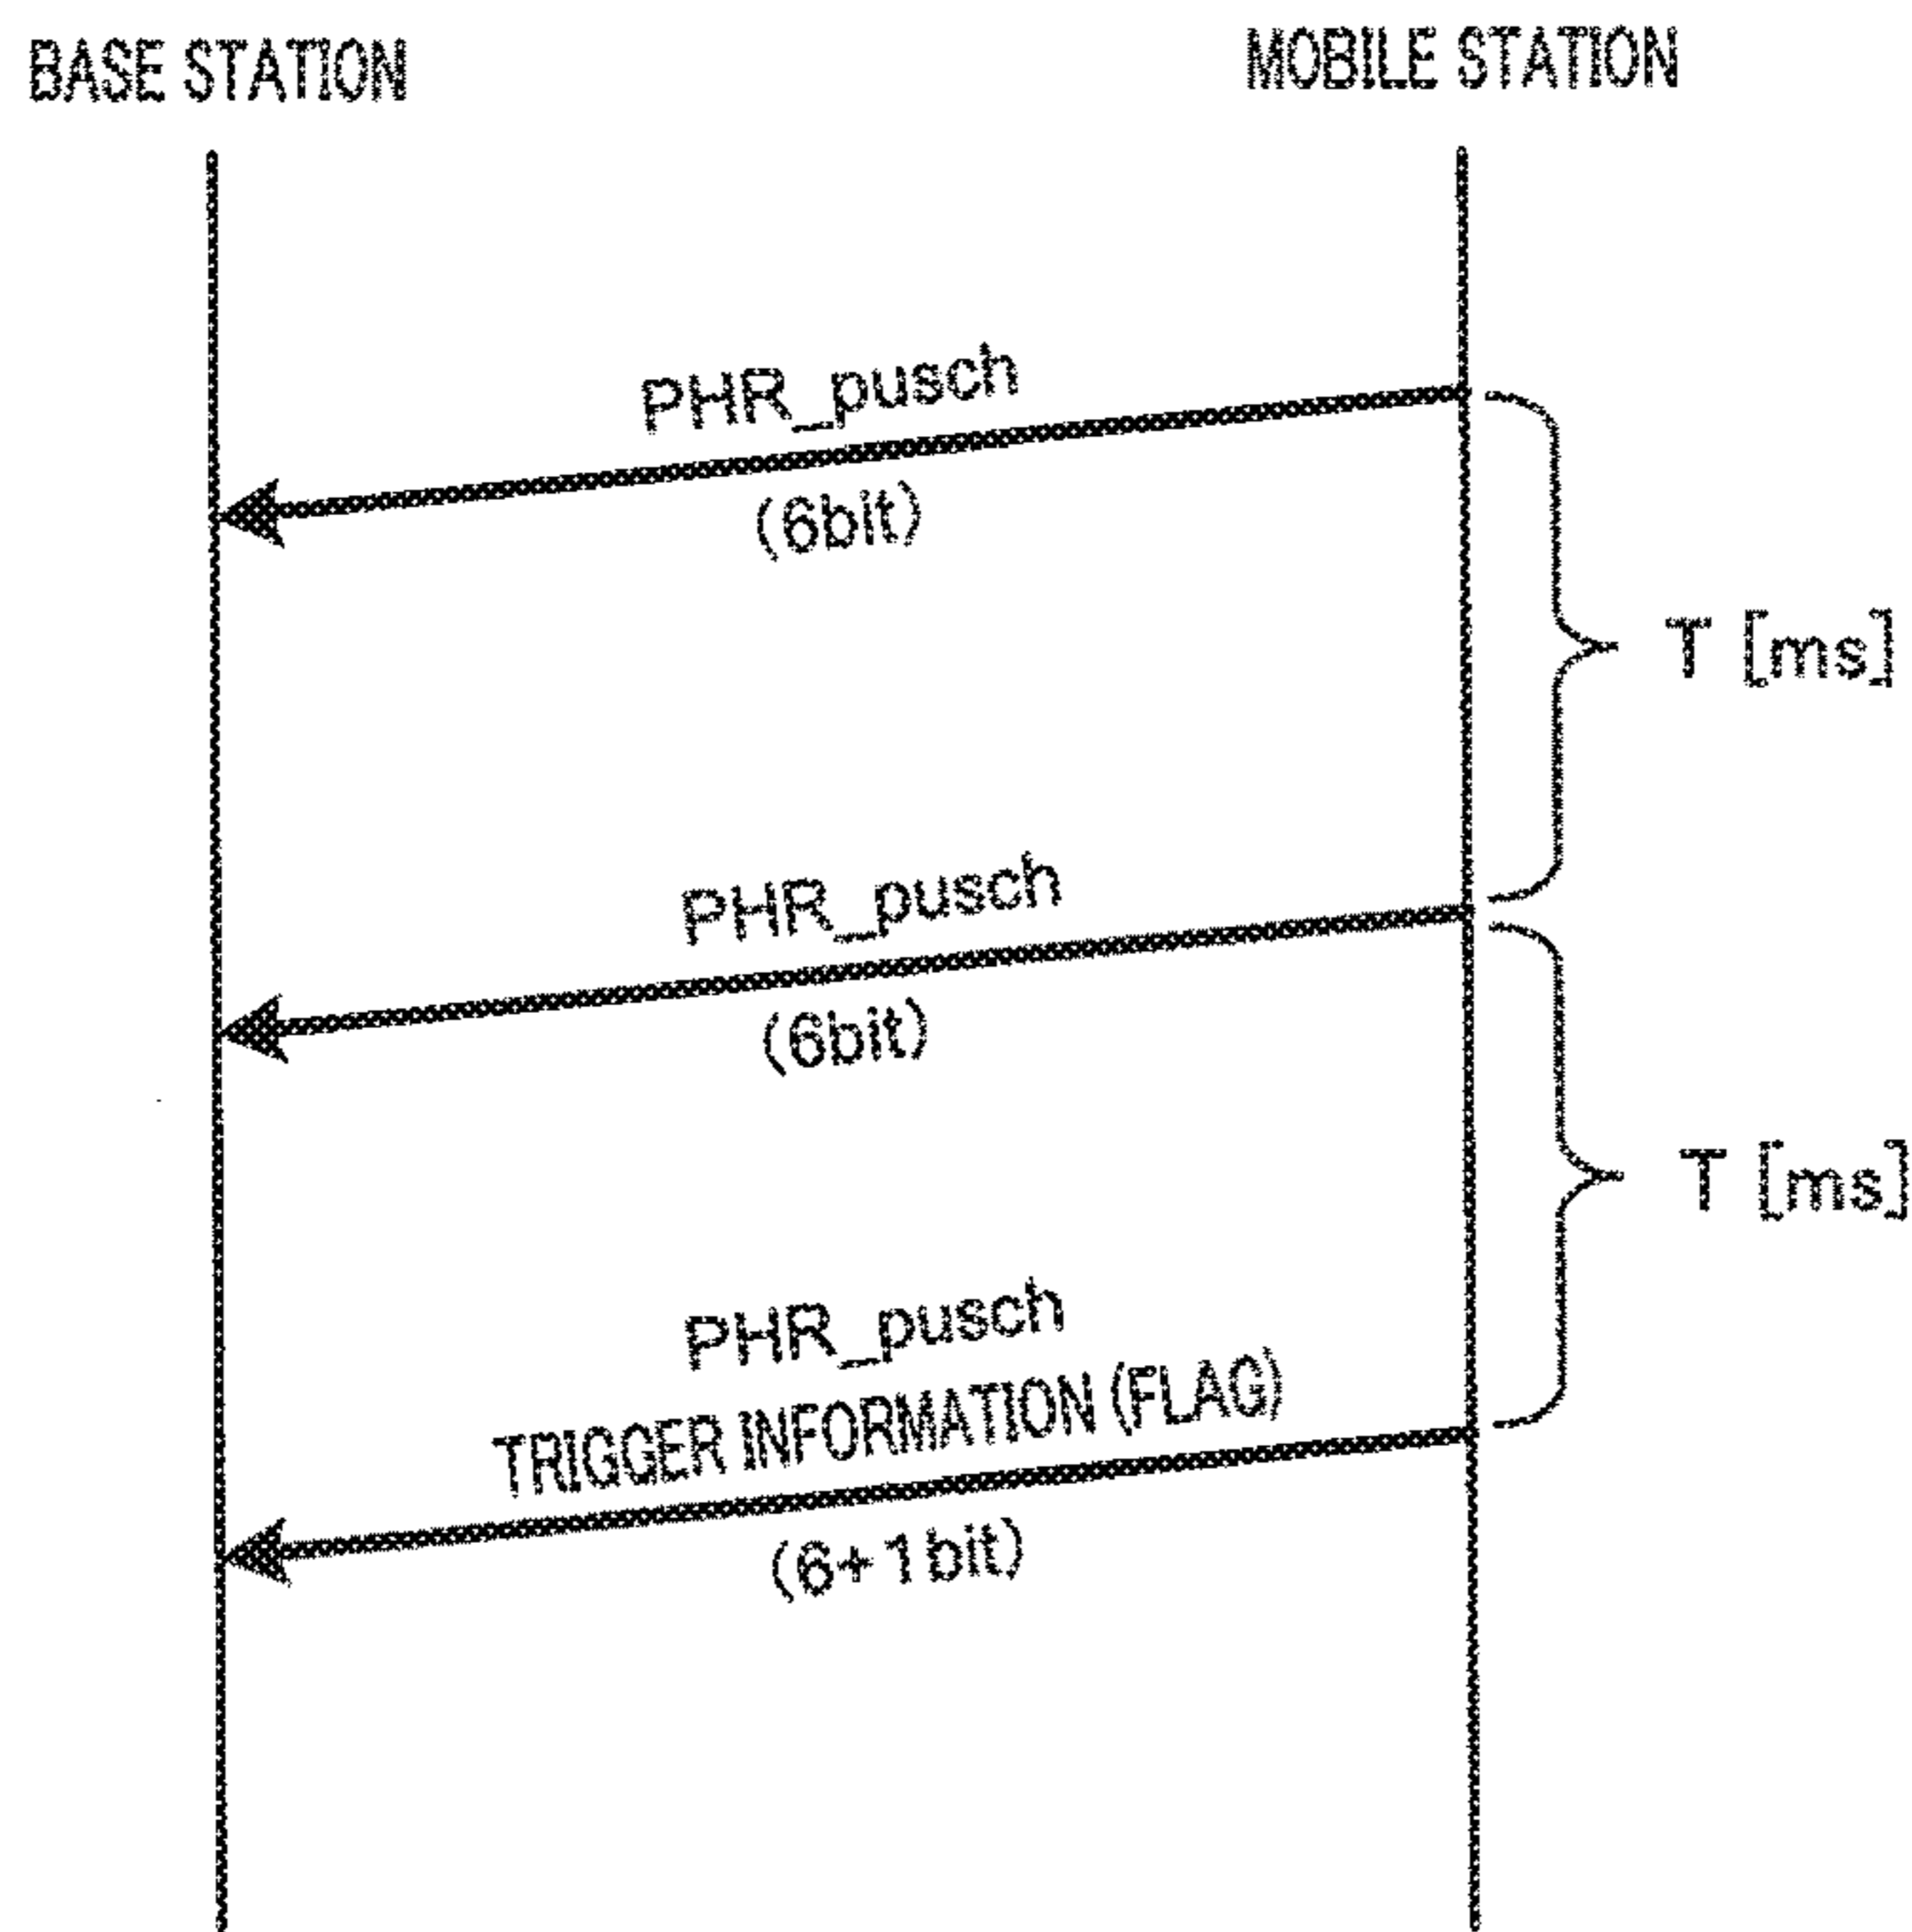 BASE STATION
MOBILE STATION
PHR_pusch
(6bit)
T [ms]
PHR_pusch
(6bit)
T [ms]
PHR_pusch
TRIGGER INFORMATION (FLAG)
(6+1bit)